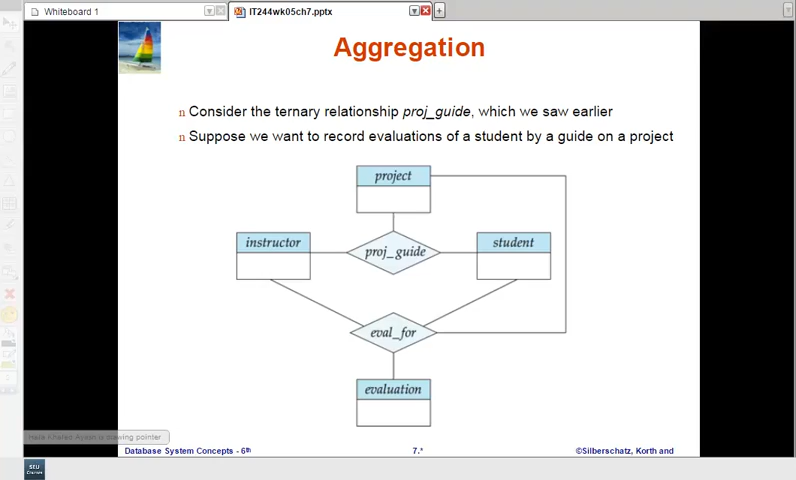 Whiteboard 1
IT244wk05ch7.pptx
Aggregation
n Consider the ternary relationship proj_guide, which we saw earlier
n Suppose we want to record evaluations of a student by a guide on a project
project
instructor
student
proj_guide
eval_for
evaluation
Database System Concepts - 6th
7.*
©Silberschatz, Korth and
SEU